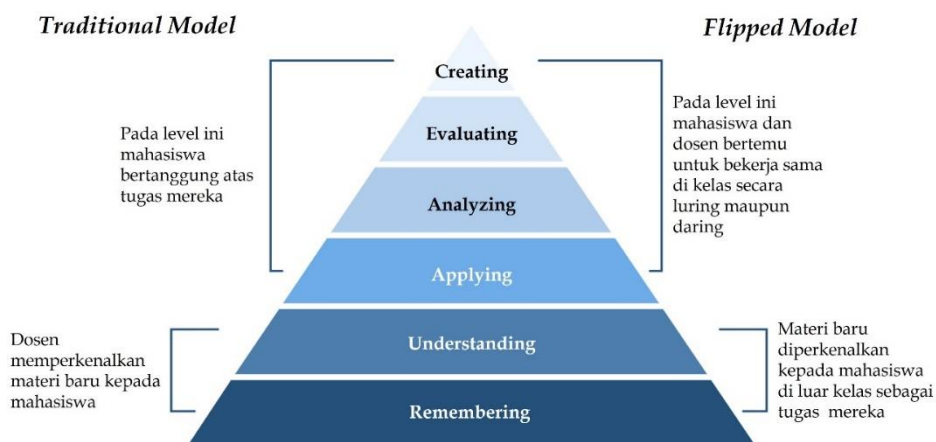 Traditional Model
Flipped Model
Creating
Evaluating
Analyzing
Applying
Understanding
Remembering
Pada level ini
mahasiswa
bertanggung atas
tugas mereka
Dosen
memperkenalkan
materi baru kepada
mahasiswa
Pada level ini
mahasiswa dan
dosen bertemu
untuk bekerja sama
di kelas secara
luring maupun
daring
Materi baru
diperkenalkan
kepada mahasiswa
di luar kelas sebagai
tugas mereka